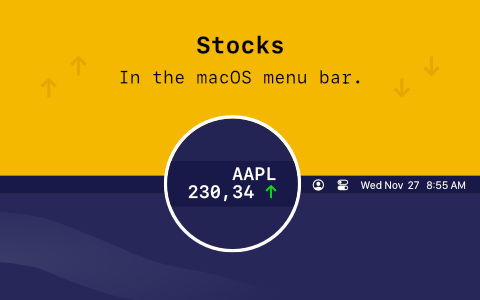 Stocks
In the macOS menu bar.
AAPL
230,34 ↑
Wed Nov 27 8:55 AM